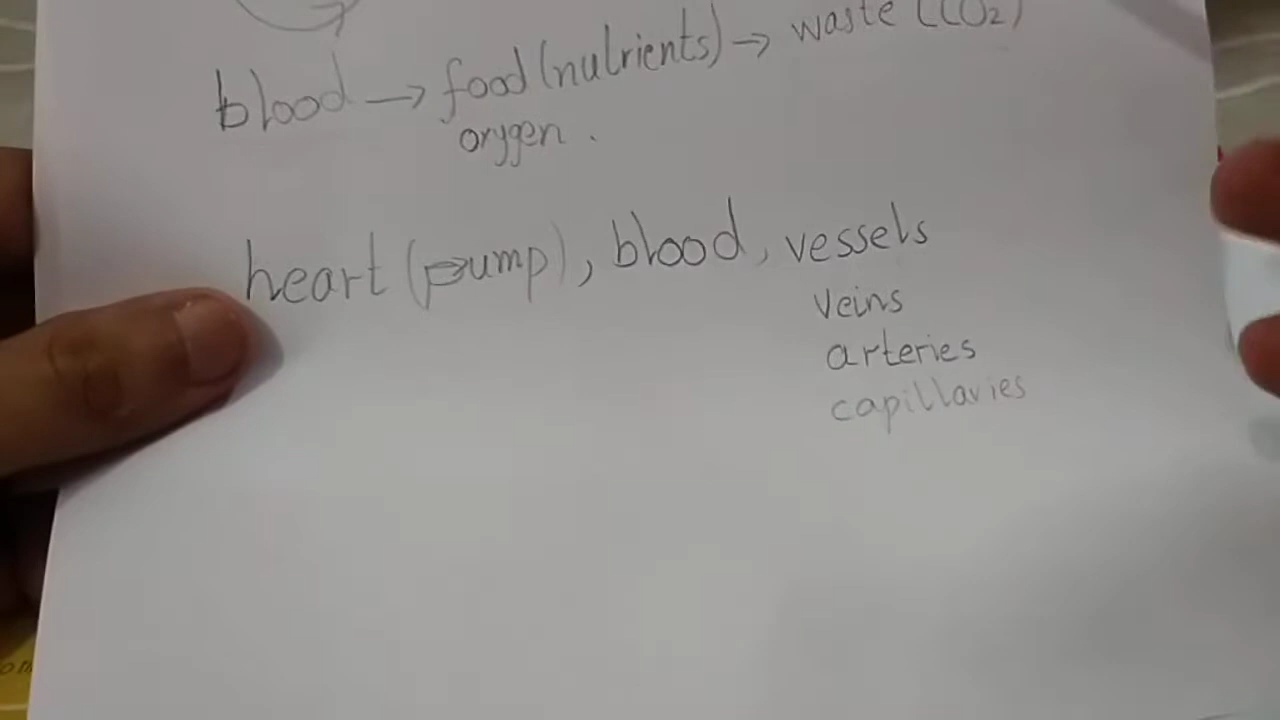 blood → food (nutrients) → waste (CO₂)
oxygen .
heart (pump), blood, vessels
veins
arteries
capillaries